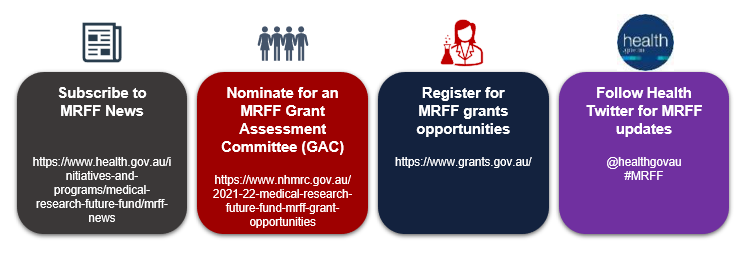 health
.gov.au
Subscribe to
MRFF News
https://www.health.gov.au/i
nitiatives-and-
programs/medical-
research-future-fund/mrff-
news
Nominate for an
MRFF Grant
Assessment
Committee (GAC)
https://www.nhmrc.gov.au/
2021-22-medical-research-
future-fund-mrff-grant-
opportunities
Register for
MRFF grants
opportunities
https://www.grants.gov.au/
Follow Health
Twitter for MRFF
updates
@healthgovau
#MRFF